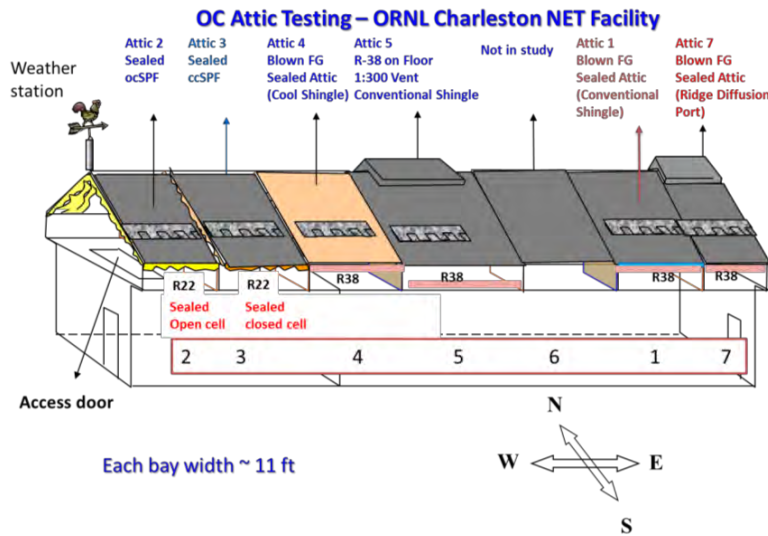 OC Attic Testing – ORNL Charleston NET Facility
Weather
station
Attic 2
Sealed
ocSPF
Attic 3
Sealed
ccSPF
Attic 4
Blown FG
Sealed Attic
(Cool Shingle)
Attic 5
R-38 on Floor
1:300 Vent
Conventional Shingle
Not in study
Attic 1
Blown FG
Sealed Attic
(Conventional
Shingle)
Attic 7
Blown FG
Sealed Attic
(Ridge Diffusion
Port)
R22
R22
R38
R38
R38
R38
Sealed
Open cell
Sealed
closed cell
2 3 4 5 6 1 7
Access door
Each bay width ~ 11 ft
N
W E
S